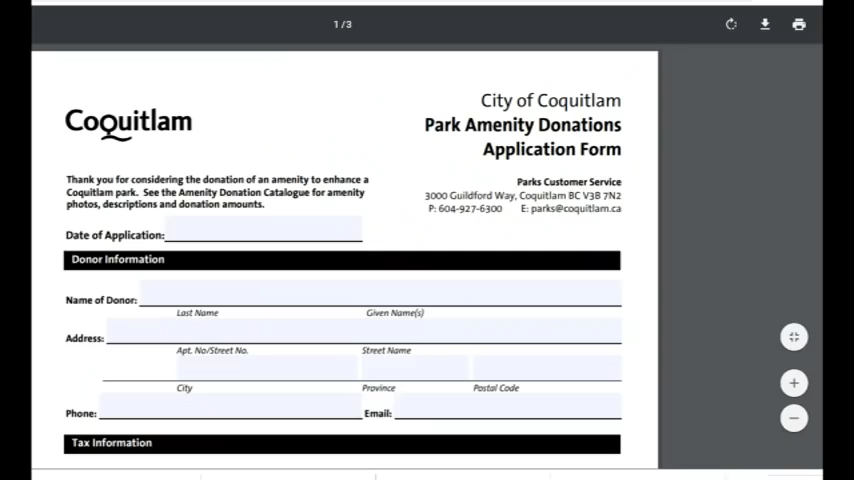 1 / 3
City of Coquitlam
Park Amenity Donations
Application Form
Coquitlam
Thank you for considering the donation of an amenity to enhance a
Coquitlam park. See the Amenity Donation Catalogue for amenity
photos, descriptions and donation amounts.
Parks Customer Service
3000 Guildford Way, Coquitlam BC V3B 7N2
P: 604-927-6300 E: parks@coquitlam.ca
Date of Application:
Donor Information
Name of Donor:
Last Name Given Name(s)
Address:
Apt. No/Street No. Street Name
City Province Postal Code
Phone: Email:
Tax Information